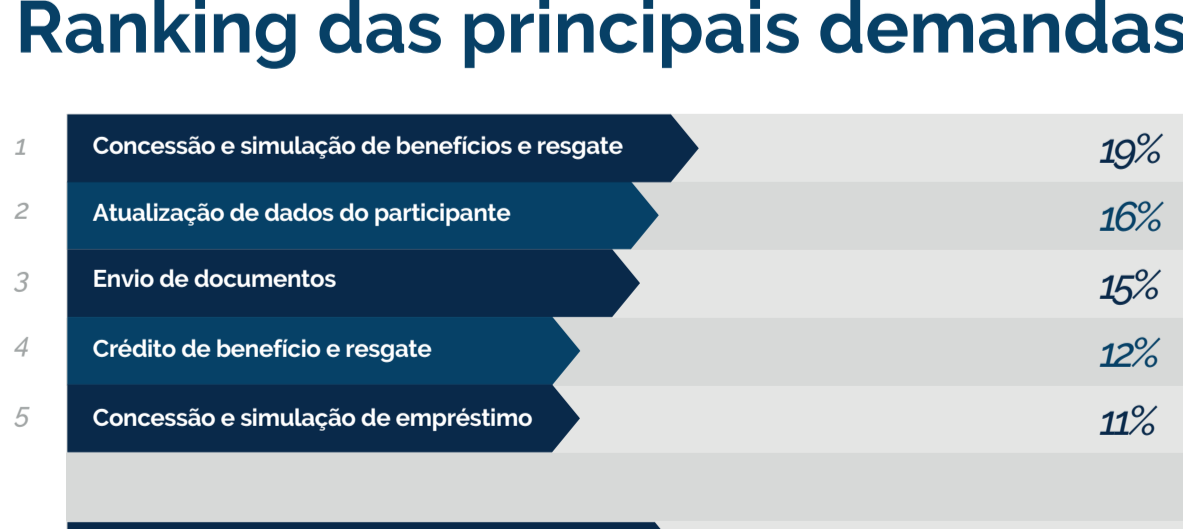 Ranking das principais demandas
1 Concessão e simulação de benefícios e resgate 19%
2 Atualização de dados do participante 16%
3 Envio de documentos 15%
4 Crédito de benefício e resgate 12%
5 Concessão e simulação de empréstimo 11%